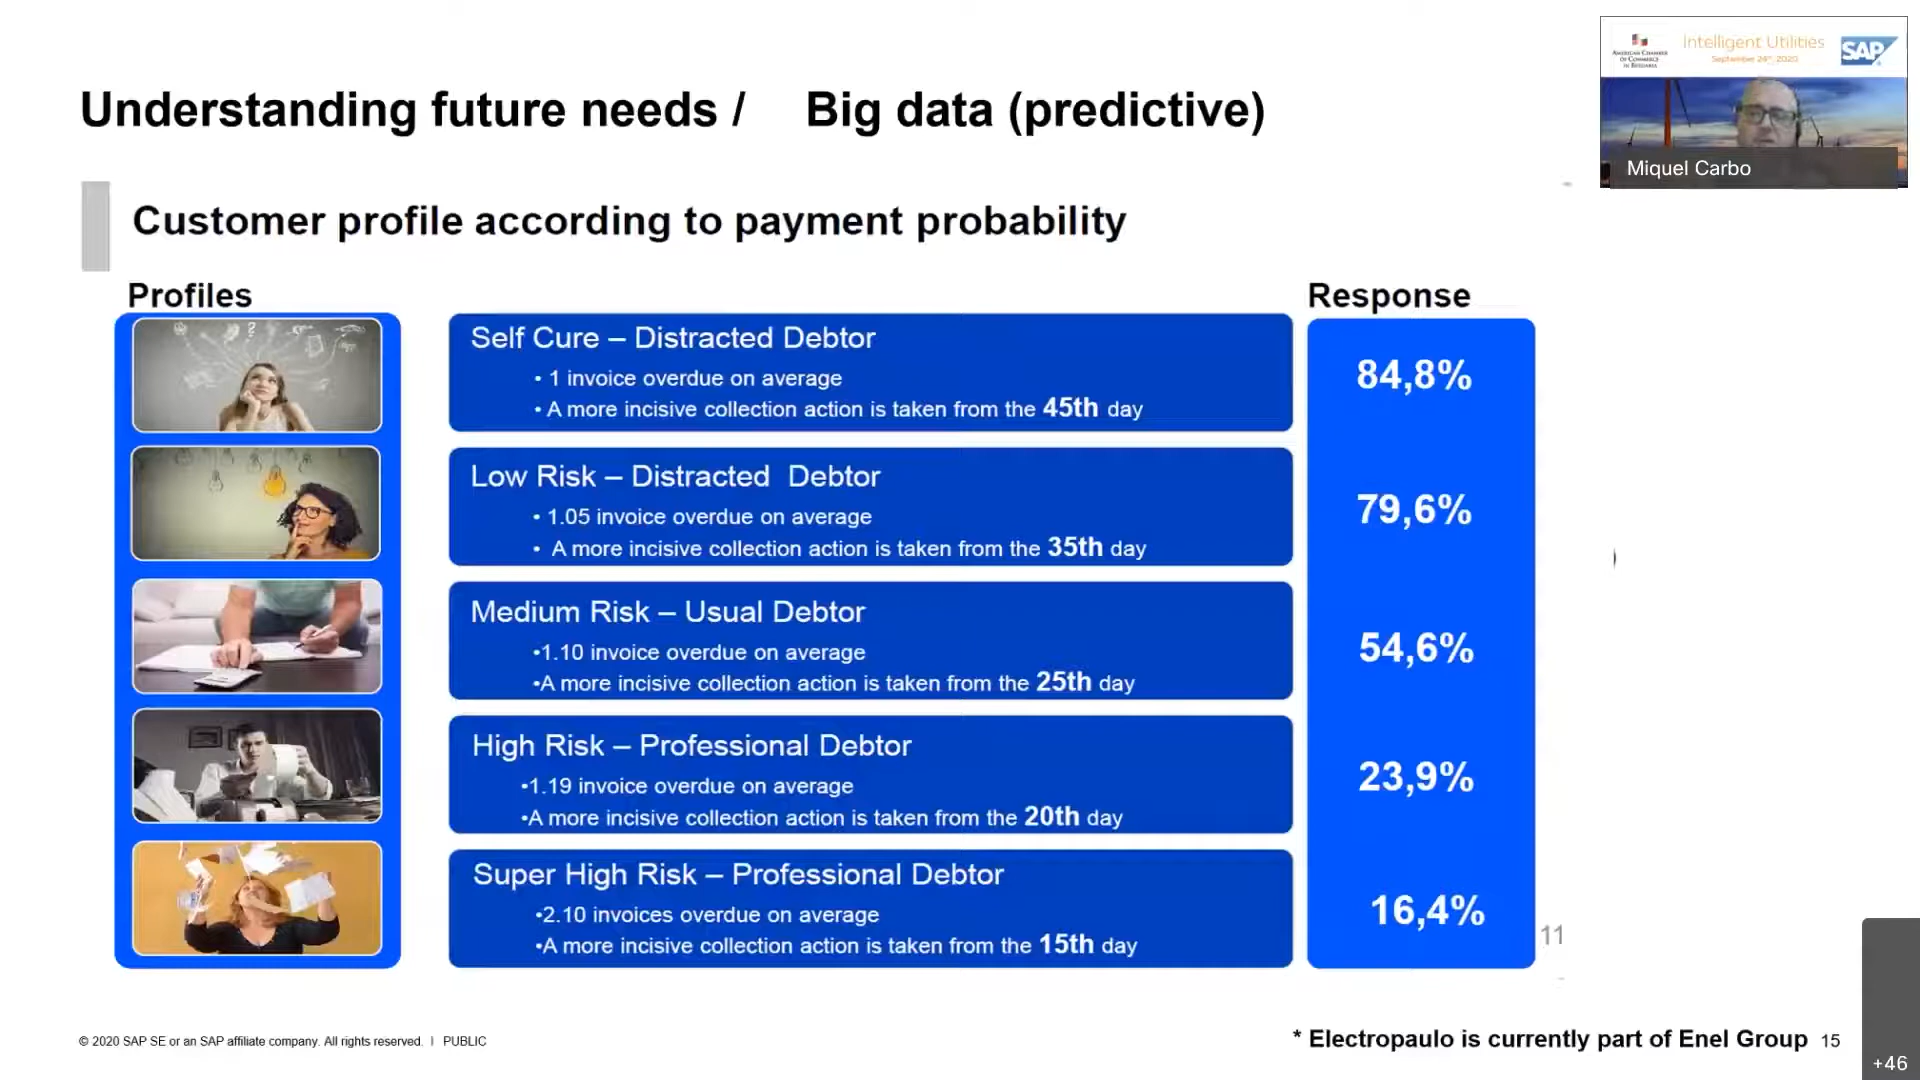 Understanding future needs / Big data (predictive)
AMERICAN CHAMBER
OF COMMERCE
Intelligent Utilities
September 24th, 2020
SAP
Miquel Carbo
Customer profile according to payment probability
Profiles
Response
Self Cure – Distracted Debtor
• 1 invoice overdue on average
• A more incisive collection action is taken from the 45th day
84,8%
Low Risk – Distracted Debtor
• 1.05 invoice overdue on average
• A more incisive collection action is taken from the 35th day
79,6%
Medium Risk – Usual Debtor
•1.10 invoice overdue on average
•A more incisive collection action is taken from the 25th day
54,6%
High Risk – Professional Debtor
•1.19 invoice overdue on average
•A more incisive collection action is taken from the 20th day
23,9%
Super High Risk – Professional Debtor
•2.10 invoices overdue on average
•A more incisive collection action is taken from the 15th day
16,4%
11
© 2020 SAP SE or an SAP affiliate company. All rights reserved. I PUBLIC
* Electropaulo is currently part of Enel Group 15
+46